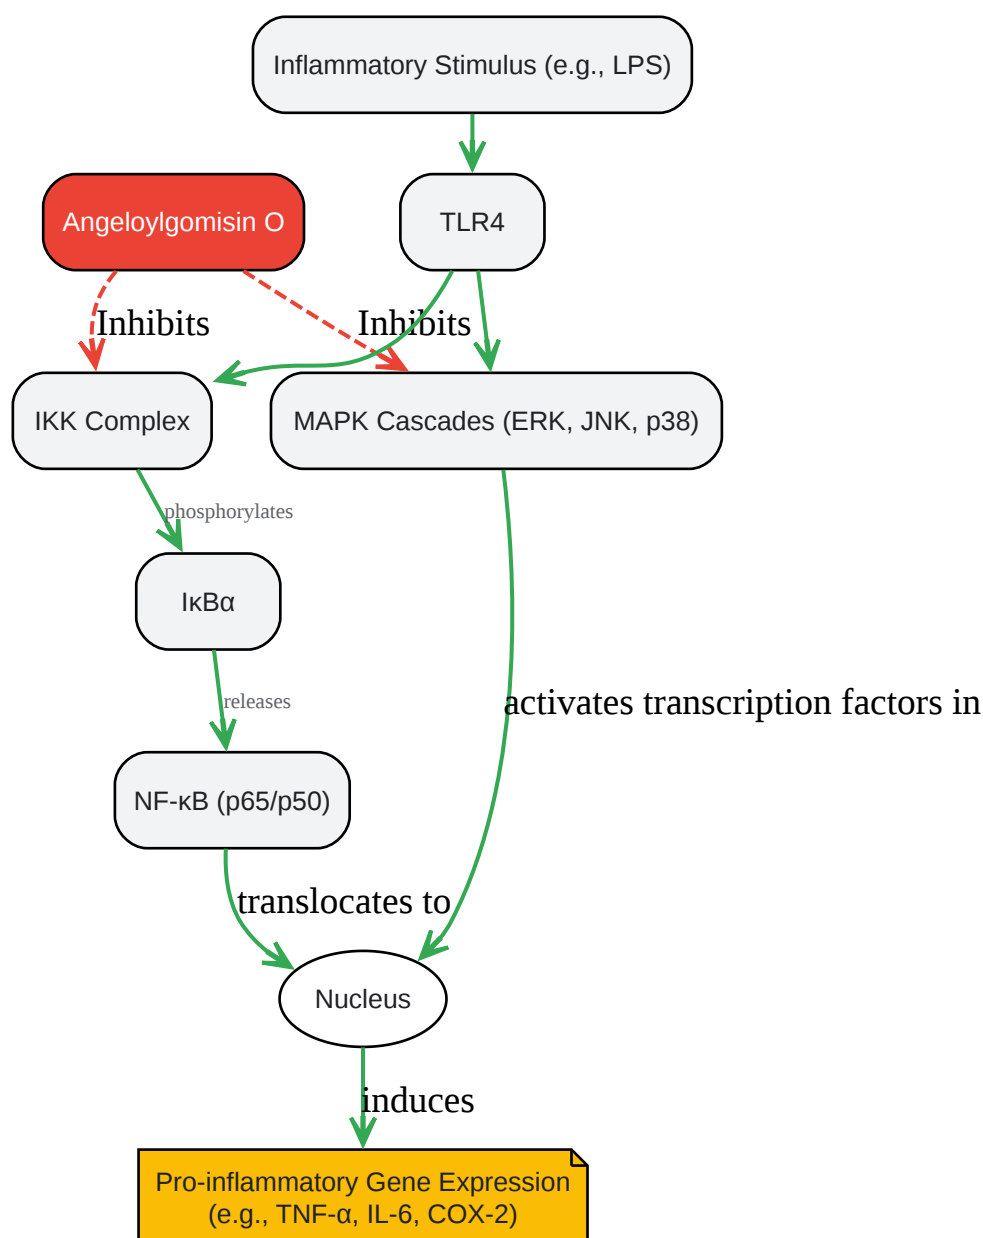 Inflammatory Stimulus (e.g., LPS)
Angeloylgomisin O
TLR4
Inhibits
Inhibits
IKK Complex
MAPK Cascades (ERK, JNK, p38)
phosphorylates
IκBα
releases
activates transcription factors in
NF-κB (p65/p50)
translocates to
Nucleus
induces
Pro-inflammatory Gene Expression
(e.g., TNF-α, IL-6, COX-2)